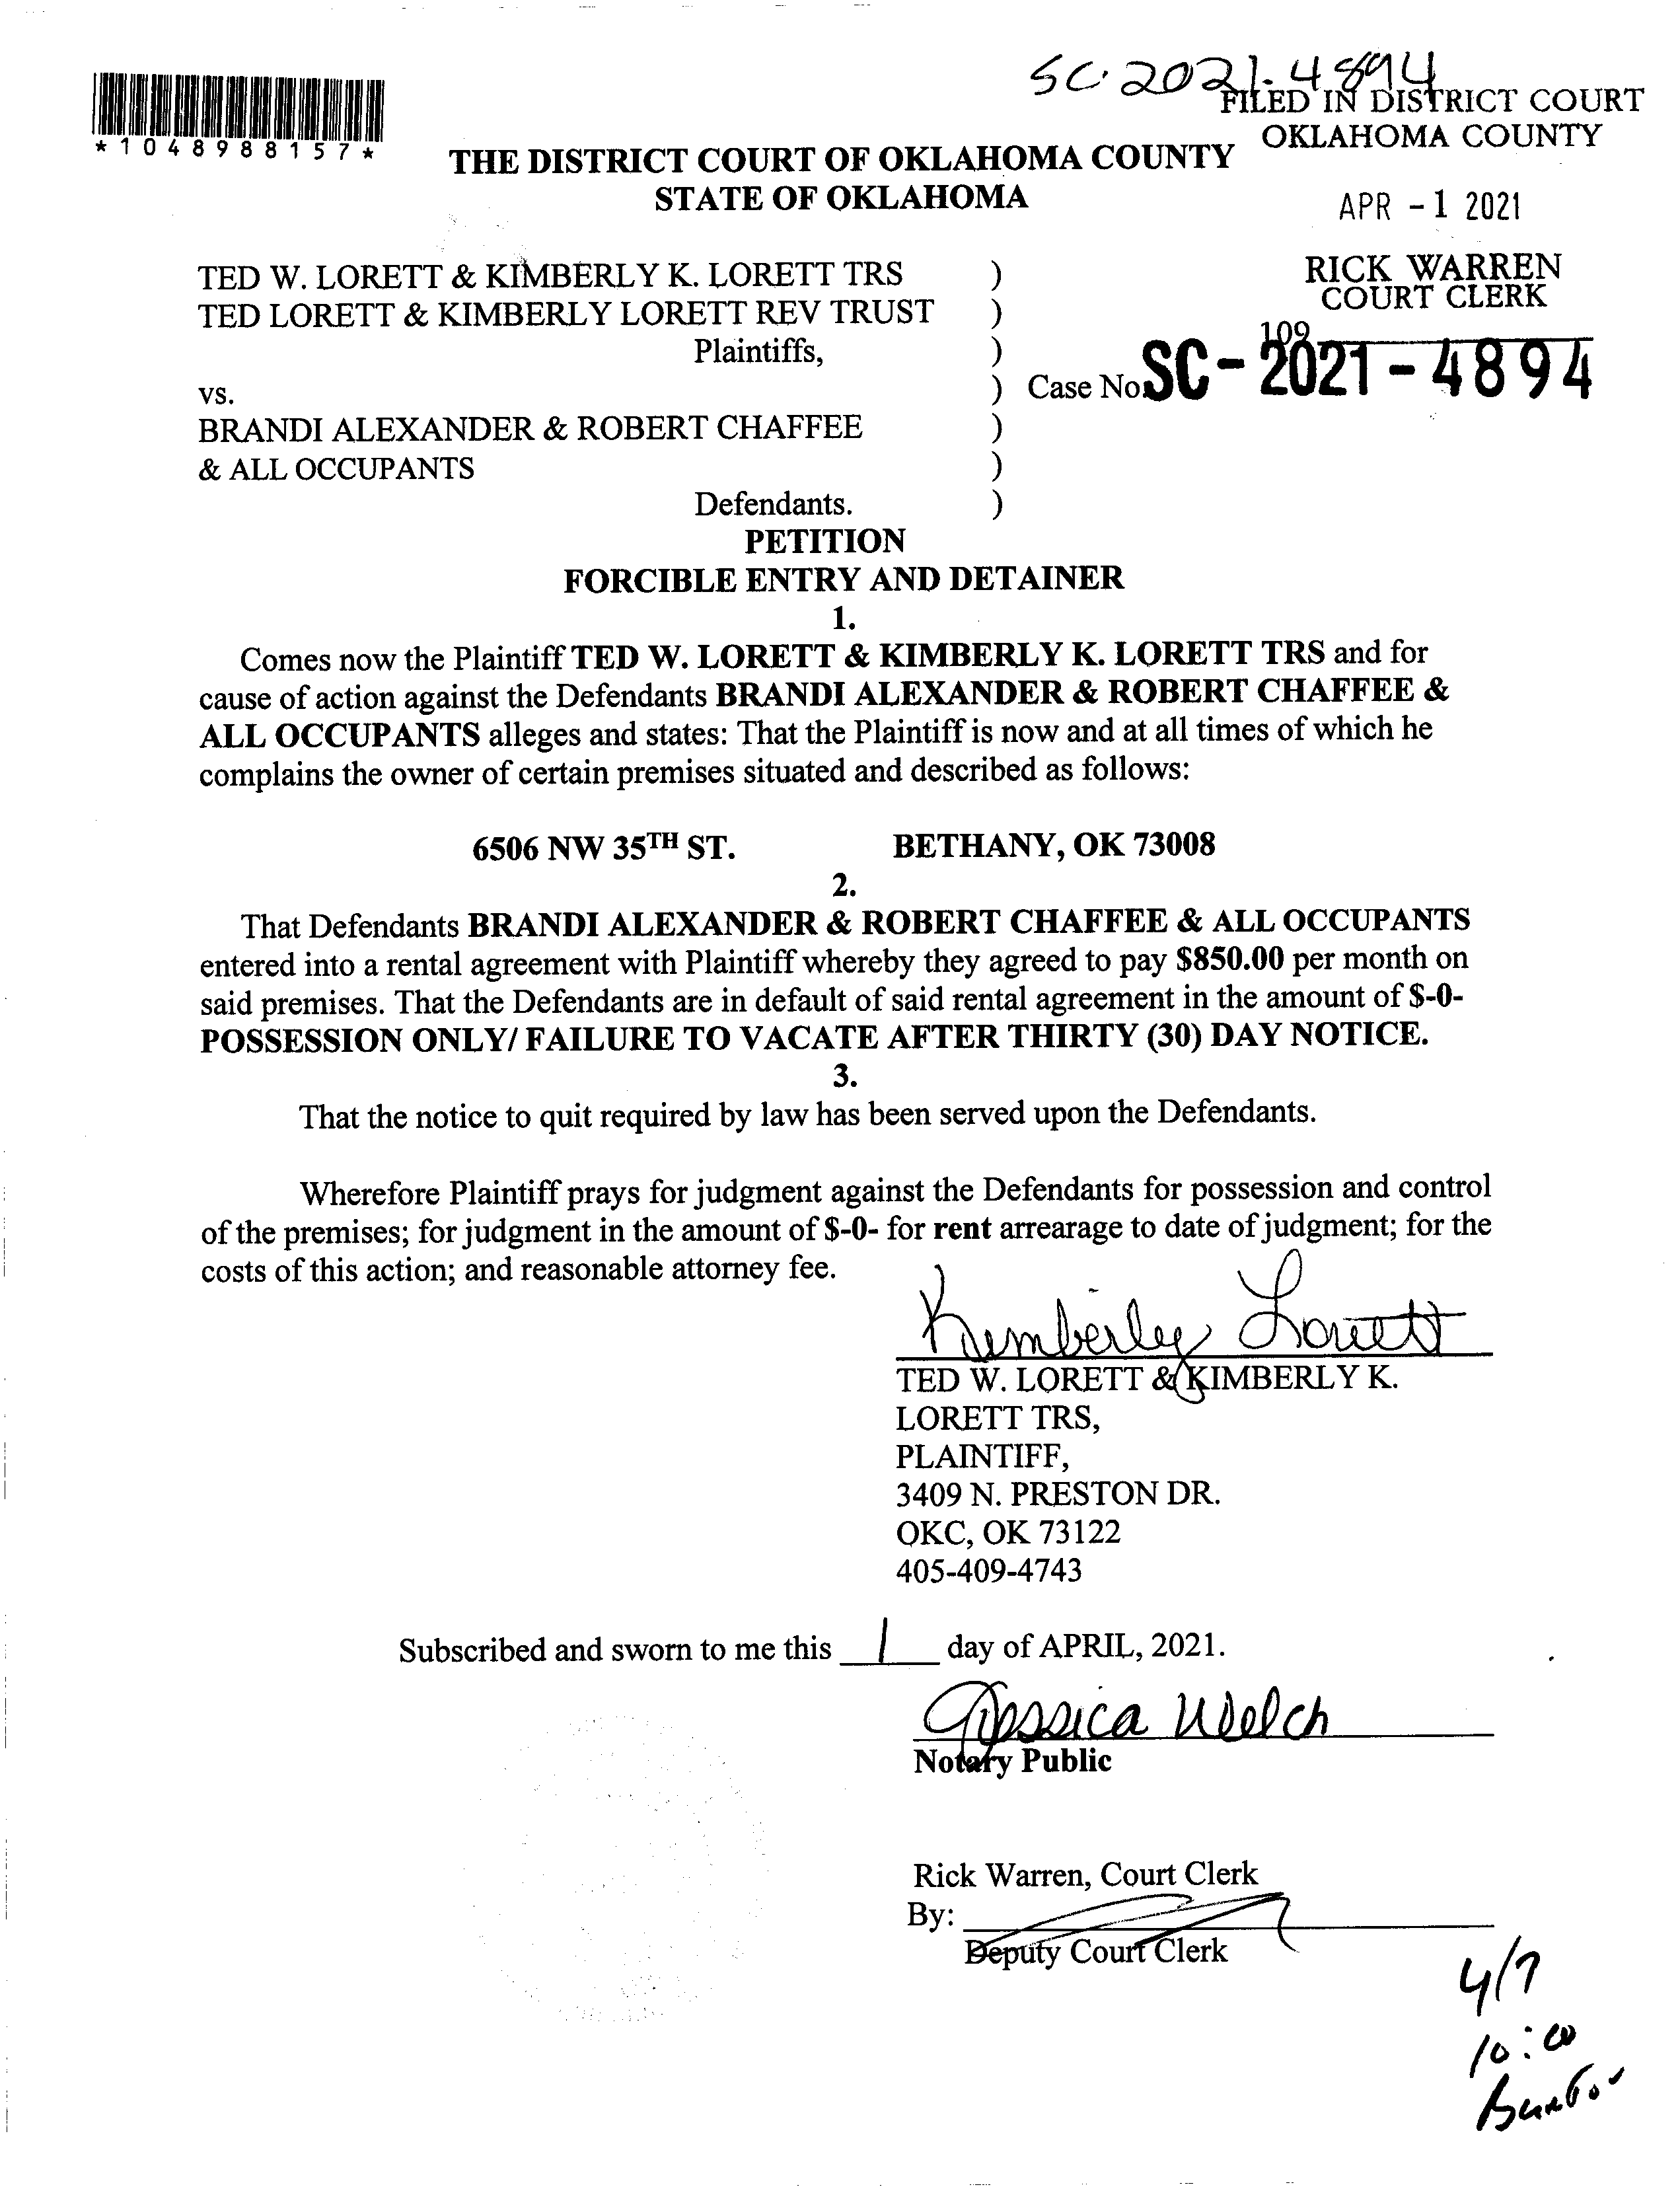 SC-2021-4894
FILED IN DISTRICT COURT
OKLAHOMA COUNTY
*1048988157*
THE DISTRICT COURT OF OKLAHOMA COUNTY
STATE OF OKLAHOMA
APR -1 2021
RICK WARREN
COURT CLERK
109
TED W. LORETT & KIMBERLY K. LORETT TRS )
TED LORETT & KIMBERLY LORETT REV TRUST )
Plaintiffs, )
vs. ) Case No. SC-2021-4894
BRANDI ALEXANDER & ROBERT CHAFFEE )
& ALL OCCUPANTS )
Defendants. )
PETITION
FORCIBLE ENTRY AND DETAINER
1.
Comes now the Plaintiff TED W. LORETT & KIMBERLY K. LORETT TRS and for
cause of action against the Defendants BRANDI ALEXANDER & ROBERT CHAFFEE &
ALL OCCUPANTS alleges and states: That the Plaintiff is now and at all times of which he
complains the owner of certain premises situated and described as follows:
6506 NW 35TH ST. BETHANY, OK 73008
2.
That Defendants BRANDI ALEXANDER & ROBERT CHAFFEE & ALL OCCUPANTS
entered into a rental agreement with Plaintiff whereby they agreed to pay $850.00 per month on
said premises. That the Defendants are in default of said rental agreement in the amount of $-0-
POSSESSION ONLY/ FAILURE TO VACATE AFTER THIRTY (30) DAY NOTICE.
3.
That the notice to quit required by law has been served upon the Defendants.
Wherefore Plaintiff prays for judgment against the Defendants for possession and control
of the premises; for judgment in the amount of $-0- for rent arrearage to date of judgment; for the
costs of this action; and reasonable attorney fee.
Kimberley Lorett
TED W. LORETT & KIMBERLY K.
LORETT TRS,
PLAINTIFF,
3409 N. PRESTON DR.
OKC, OK 73122
405-409-4743
Subscribed and sworn to me this 1 day of APRIL, 2021.
Jessica Welch
Notary Public
Rick Warren, Court Clerk
By:
Deputy Court Clerk
4/7
10:00